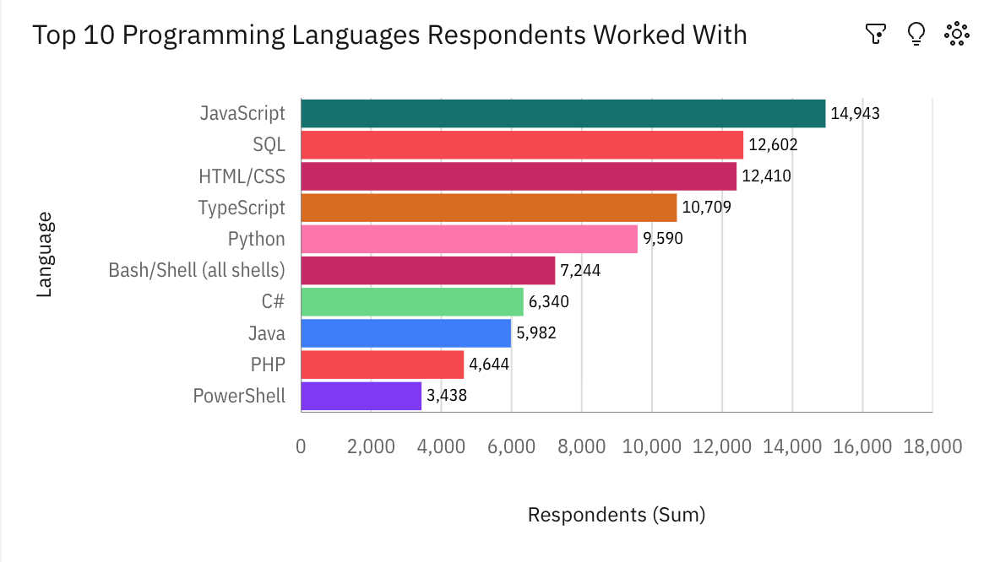 Top 10 Programming Languages Respondents Worked With
Language
JavaScript 14,943
SQL 12,602
HTML/CSS 12,410
TypeScript 10,709
Python 9,590
Bash/Shell (all shells) 7,244
C# 6,340
Java 5,982
PHP 4,644
PowerShell 3,438
0 2,000 4,000 6,000 8,000 10,000 12,000 14,000 16,000 18,000
Respondents (Sum)